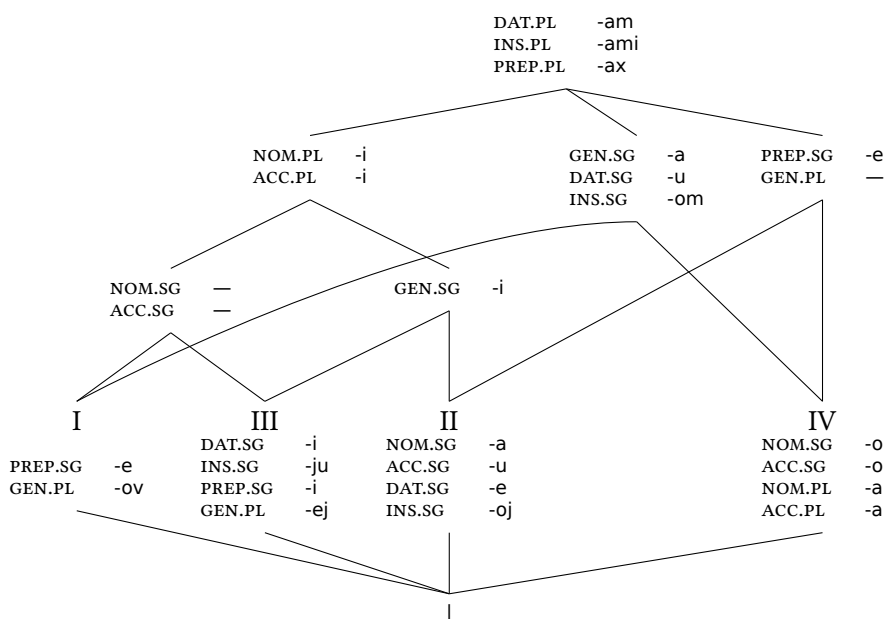 DAT.PL -am
INS.PL -ami
PREP.PL -ax
NOM.PL -i
ACC.PL -i
GEN.SG -a
DAT.SG -u
INS.SG -om
PREP.SG -e
GEN.PL —
NOM.SG —
ACC.SG —
GEN.SG -i
I
PREP.SG -e
GEN.PL -ov
III
DAT.SG -i
INS.SG -ju
PREP.SG -i
GEN.PL -ej
II
NOM.SG -a
ACC.SG -u
DAT.SG -e
INS.SG -oj
IV
NOM.SG -o
ACC.SG -o
NOM.PL -a
ACC.PL -a